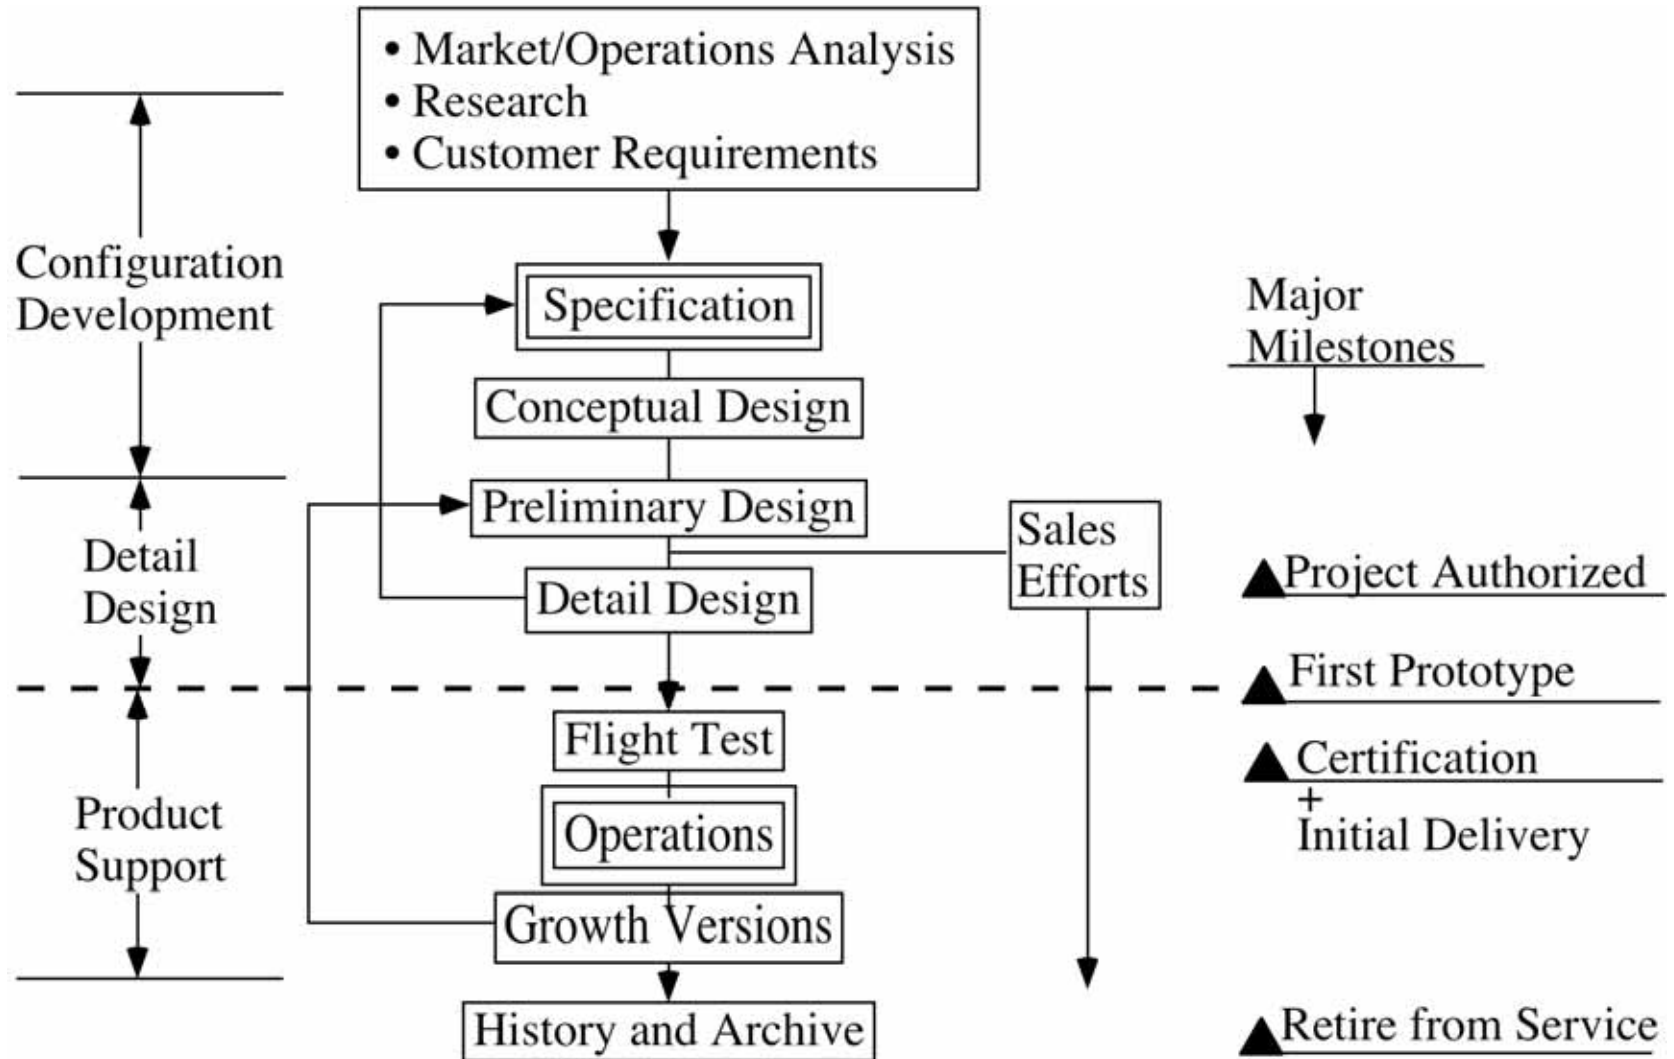 • Market/Operations Analysis
• Research
• Customer Requirements
Configuration
Development
Specification
Major
Milestones
Conceptual Design
Preliminary Design
Sales
Efforts
Detail
Design
Detail Design
Project Authorized
First Prototype
Flight Test
Certification
+
Initial Delivery
Product
Support
Operations
Growth Versions
History and Archive
Retire from Service